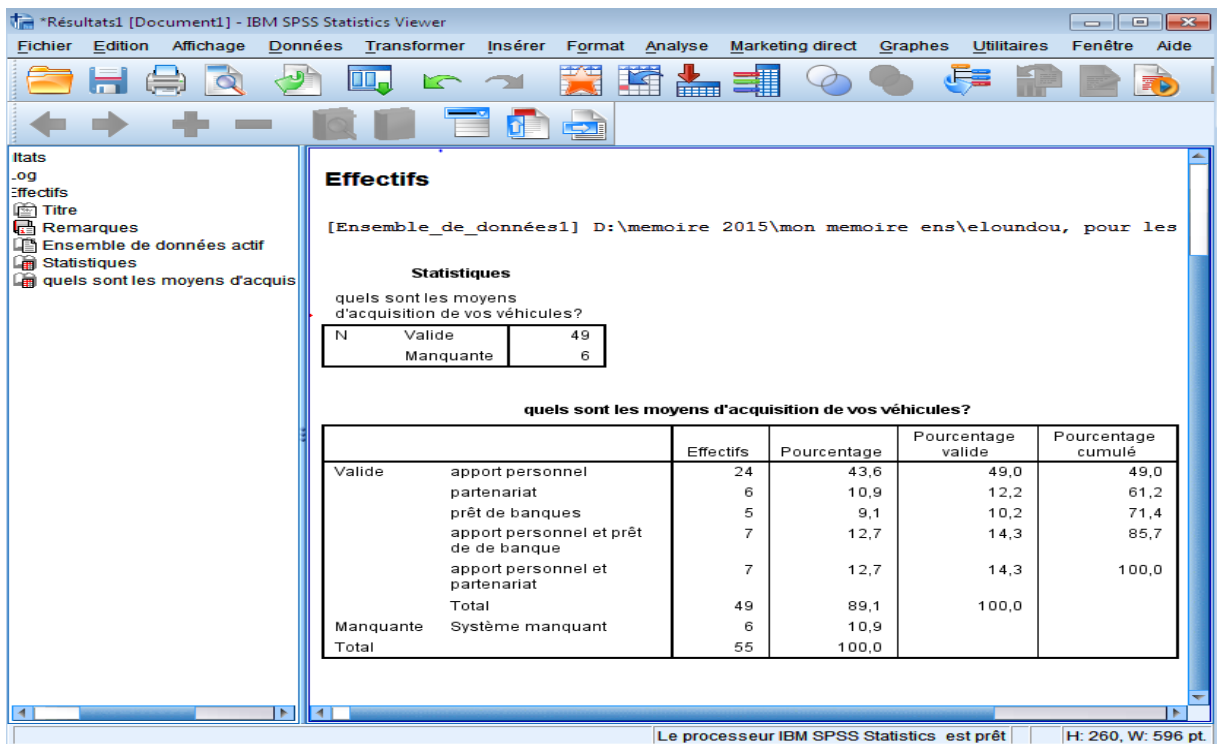 *Résultats1 [Document1] - IBM SPSS Statistics Viewer
Fichier Edition Affichage Données Transformer Insérer Format Analyse Marketing direct Graphes Utilitaires Fenêtre Aide
ltats
Log
Effectifs
Titre
Remarques
Ensemble de données actif
Statistiques
quels sont les moyens d'acquis
Effectifs
[Ensemble_de_données1] D:\memoire 2015\mon memoire ens\eloundou, pour les
Statistiques
quels sont les moyens
d'acquisition de vos véhicules?
N Valide 49
Manquante 6
quels sont les moyens d'acquisition de vos véhicules?
Effectifs Pourcentage Pourcentage valide Pourcentage cumulé
Valide apport personnel 24 43,6 49,0 49,0
partenariat 6 10,9 12,2 61,2
prêt de banques 5 9,1 10,2 71,4
apport personnel et prêt de de banque 7 12,7 14,3 85,7
apport personnel et partenariat 7 12,7 14,3 100,0
Total 49 89,1 100,0
Manquante Système manquant 6 10,9
Total 55 100,0
Le processeur IBM SPSS Statistics est prêt H: 260, W: 596 pt.